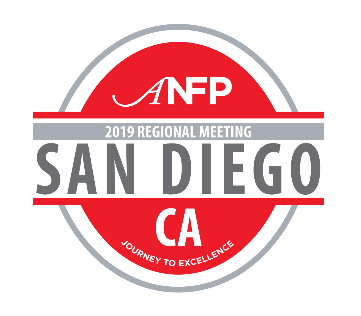 ANFP
2019 REGIONAL MEETING
SAN DIEGO
CA
JOURNEY TO EXCELLENCE